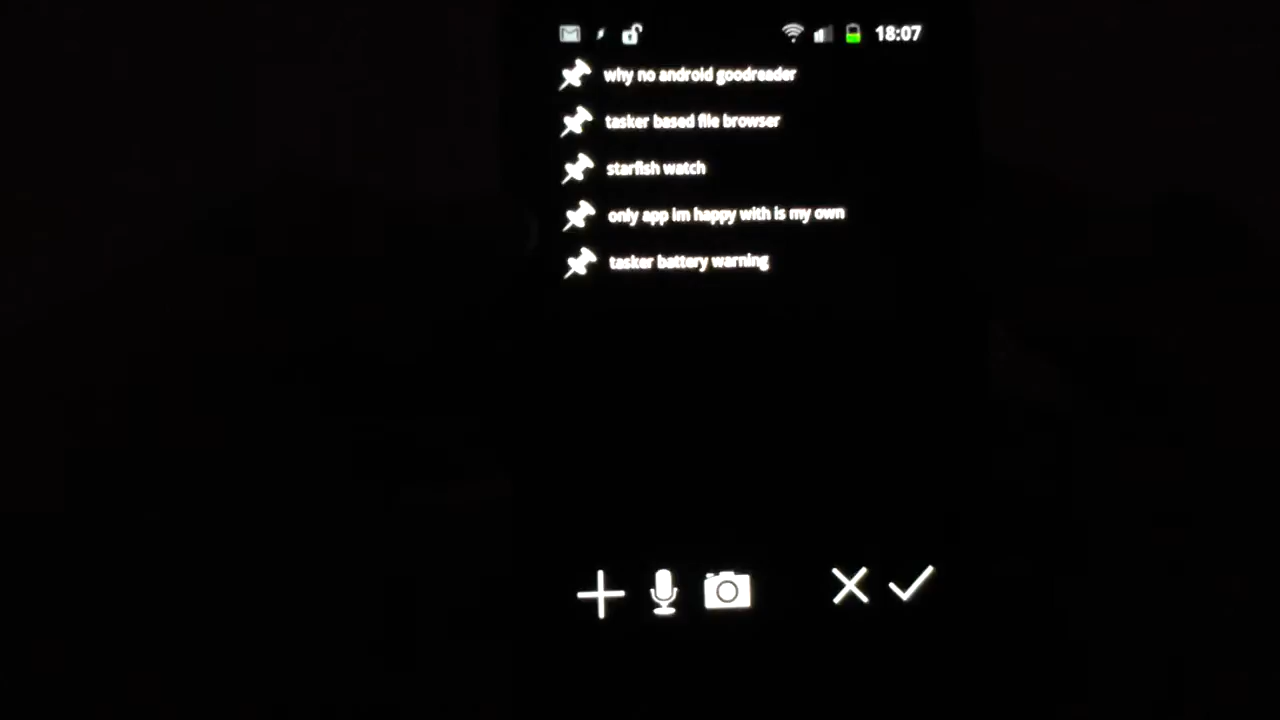 18:07
why no android goodreader
tasker based file browser
starfish watch
only app im happy with is my own
tasker battery warning